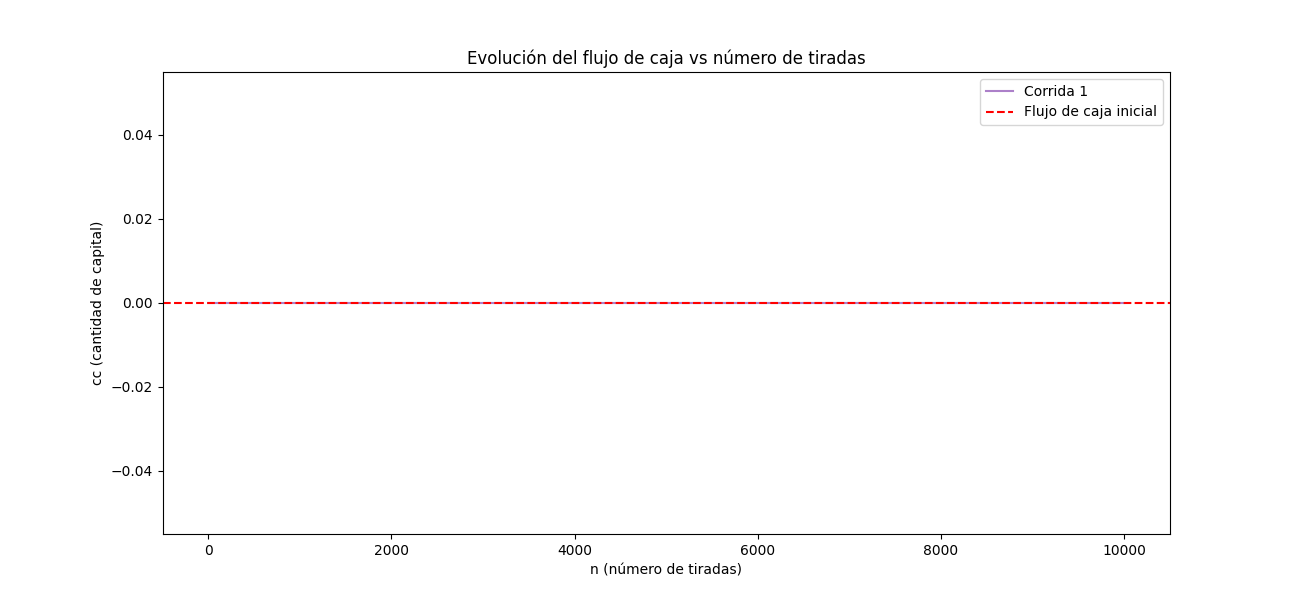 Evolución del flujo de caja vs número de tiradas
Corrida 1
Flujo de caja inicial
cc (cantidad de capital)
0.04
0.02
0.00
−0.02
−0.04
0 2000 4000 6000 8000 10000
n (número de tiradas)